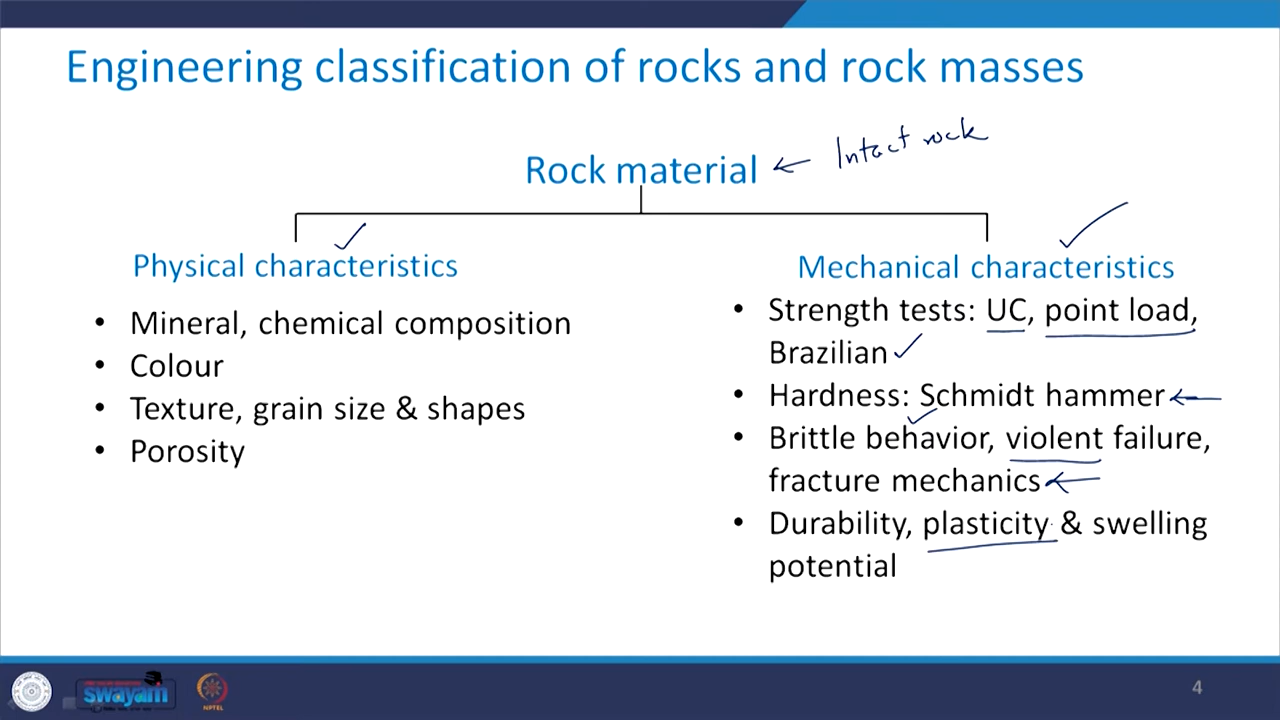 Engineering classification of rocks and rock masses
Rock material ← Intact rock
Physical characteristics
• Mineral, chemical composition
• Colour
• Texture, grain size & shapes
• Porosity
Mechanical characteristics
• Strength tests: UC, point load,
Brazilian
• Hardness: Schmidt hammer
• Brittle behavior, violent failure,
fracture mechanics
• Durability, plasticity & swelling
potential
swayam
NPTEL
4